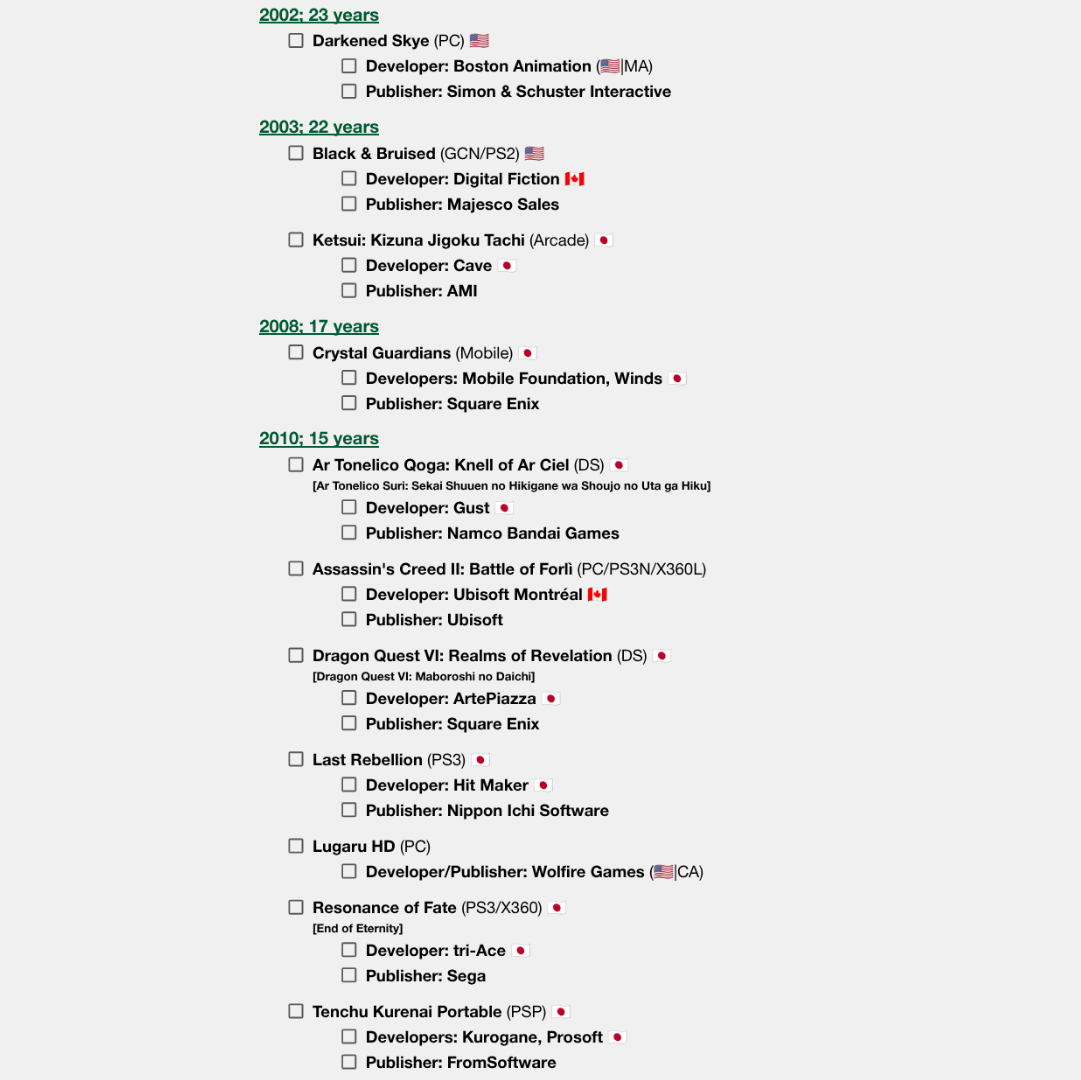 2002; 23 years
Darkened Skye (PC) 🇺🇸
Developer: Boston Animation (🇺🇸|MA)
Publisher: Simon & Schuster Interactive
2003; 22 years
Black & Bruised (GCN/PS2) 🇺🇸
Developer: Digital Fiction 🇨🇦
Publisher: Majesco Sales
Ketsui: Kizuna Jigoku Tachi (Arcade) 🇯🇵
Developer: Cave 🇯🇵
Publisher: AMI
2008; 17 years
Crystal Guardians (Mobile) 🇯🇵
Developers: Mobile Foundation, Winds 🇯🇵
Publisher: Square Enix
2010; 15 years
Ar Tonelico Qoga: Knell of Ar Ciel (DS) 🇯🇵
[Ar Tonelico Suri: Sekai Shuuen no Hikigane wa Shoujo no Uta ga Hiku]
Developer: Gust 🇯🇵
Publisher: Namco Bandai Games
Assassin's Creed II: Battle of Forlì (PC/PS3N/X360L)
Developer: Ubisoft Montréal 🇨🇦
Publisher: Ubisoft
Dragon Quest VI: Realms of Revelation (DS) 🇯🇵
[Dragon Quest VI: Maboroshi no Daichi]
Developer: ArtePiazza 🇯🇵
Publisher: Square Enix
Last Rebellion (PS3) 🇯🇵
Developer: Hit Maker 🇯🇵
Publisher: Nippon Ichi Software
Lugaru HD (PC)
Developer/Publisher: Wolfire Games (🇺🇸|CA)
Resonance of Fate (PS3/X360) 🇯🇵
[End of Eternity]
Developer: tri-Ace 🇯🇵
Publisher: Sega
Tenchu Kurenai Portable (PSP) 🇯🇵
Developers: Kurogane, Prosoft 🇯🇵
Publisher: FromSoftware